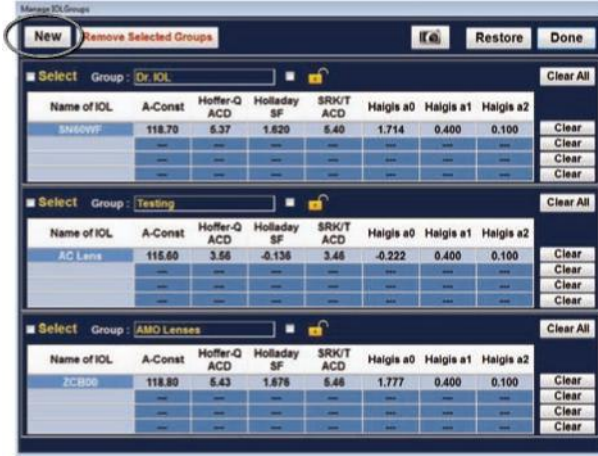 Manage IOLGroups
New Remove Selected Groups Restore Done
Select Group : Dr. IOL Clear All
Name of IOL A-Const Hoffer-Q ACD Holladay SF SRK/T ACD Haigis a0 Haigis a1 Haigis a2
SN60WF 118.70 5.37 1.620 5.40 1.714 0.400 0.100 Clear
--- --- --- --- --- --- --- Clear
--- --- --- --- --- --- --- Clear
--- --- --- --- --- --- --- Clear
Select Group : Testing Clear All
Name of IOL A-Const Hoffer-Q ACD Holladay SF SRK/T ACD Haigis a0 Haigis a1 Haigis a2
AC Lens 115.60 3.56 -0.136 3.46 -0.222 0.400 0.100 Clear
--- --- --- --- --- --- --- Clear
--- --- --- --- --- --- --- Clear
--- --- --- --- --- --- --- Clear
Select Group : AMO Lenses Clear All
Name of IOL A-Const Hoffer-Q ACD Holladay SF SRK/T ACD Haigis a0 Haigis a1 Haigis a2
ZCB00 118.80 5.43 1.676 5.46 1.777 0.400 0.100 Clear
--- --- --- --- --- --- --- Clear
--- --- --- --- --- --- --- Clear
--- --- --- --- --- --- --- Clear